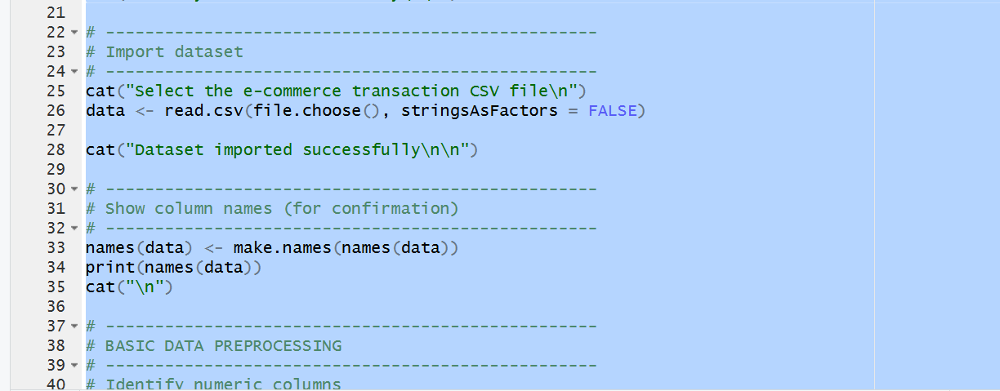 21
22 # --------------------------------------------------
23 # Import dataset
24 # --------------------------------------------------
25 cat("Select the e-commerce transaction CSV file\n")
26 data <- read.csv(file.choose(), stringsAsFactors = FALSE)
27
28 cat("Dataset imported successfully\n\n")
29
30 # --------------------------------------------------
31 # Show column names (for confirmation)
32 # --------------------------------------------------
33 names(data) <- make.names(names(data))
34 print(names(data))
35 cat("\n")
36
37 # --------------------------------------------------
38 # BASIC DATA PREPROCESSING
39 # --------------------------------------------------
40 # Identify numeric columns